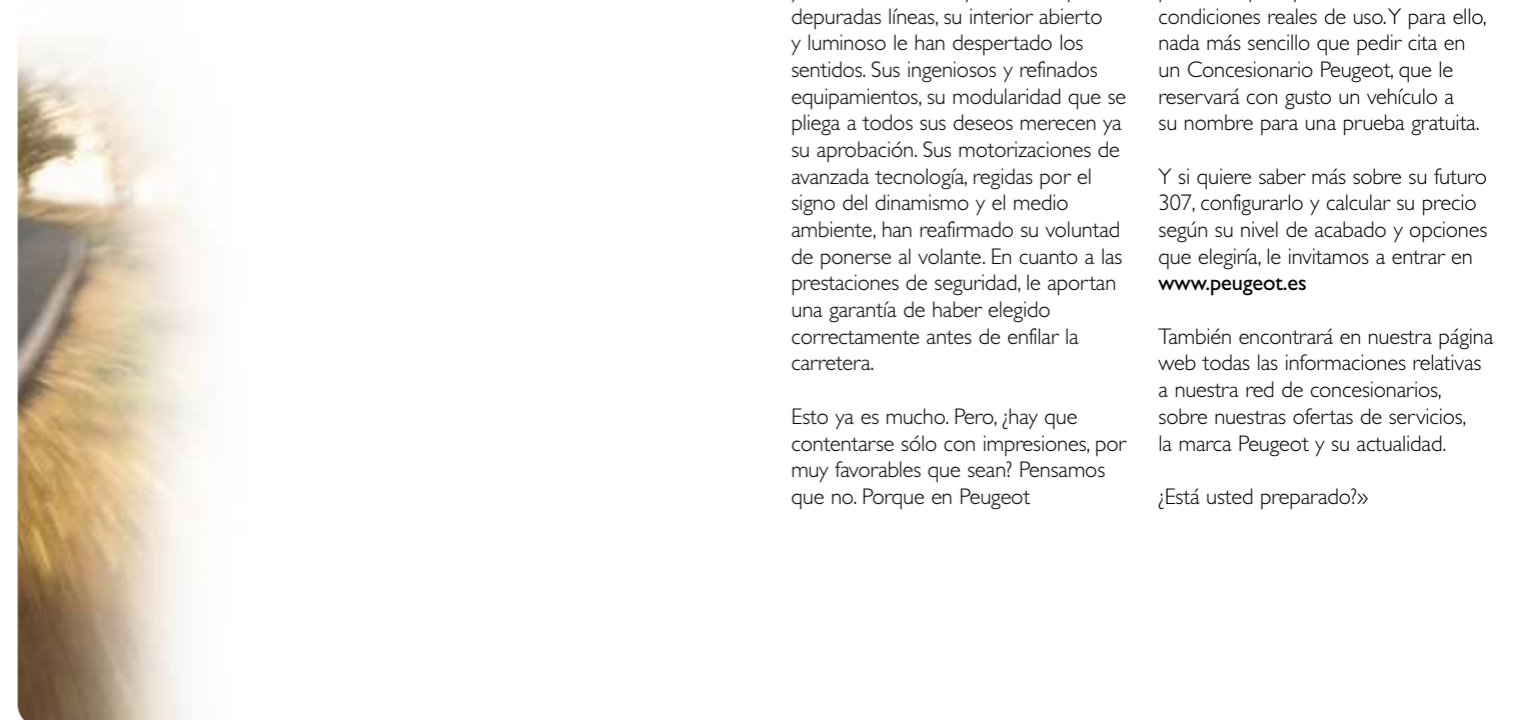 depuradas líneas, su interior abierto
y luminoso le han despertado los
sentidos. Sus ingeniosos y refinados
equipamientos, su modularidad que se
pliega a todos sus deseos merecen ya
su aprobación. Sus motorizaciones de
avanzada tecnología, regidas por el
signo del dinamismo y el medio
ambiente, han reafirmado su voluntad
de ponerse al volante. En cuanto a las
prestaciones de seguridad, le aportan
una garantía de haber elegido
correctamente antes de enfilar la
carretera.
Esto ya es mucho. Pero, ¿hay que
contentarse sólo con impresiones, por
muy favorables que sean? Pensamos
que no. Porque en Peugeot
condiciones reales de uso. Y para ello,
nada más sencillo que pedir cita en
un Concesionario Peugeot, que le
reservará con gusto un vehículo a
su nombre para una prueba gratuita.
Y si quiere saber más sobre su futuro
307, configurarlo y calcular su precio
según su nivel de acabado y opciones
que elegiría, le invitamos a entrar en
www.peugeot.es
También encontrará en nuestra página
web todas las informaciones relativas
a nuestra red de concesionarios,
sobre nuestras ofertas de servicios,
la marca Peugeot y su actualidad.
¿Está usted preparado?»